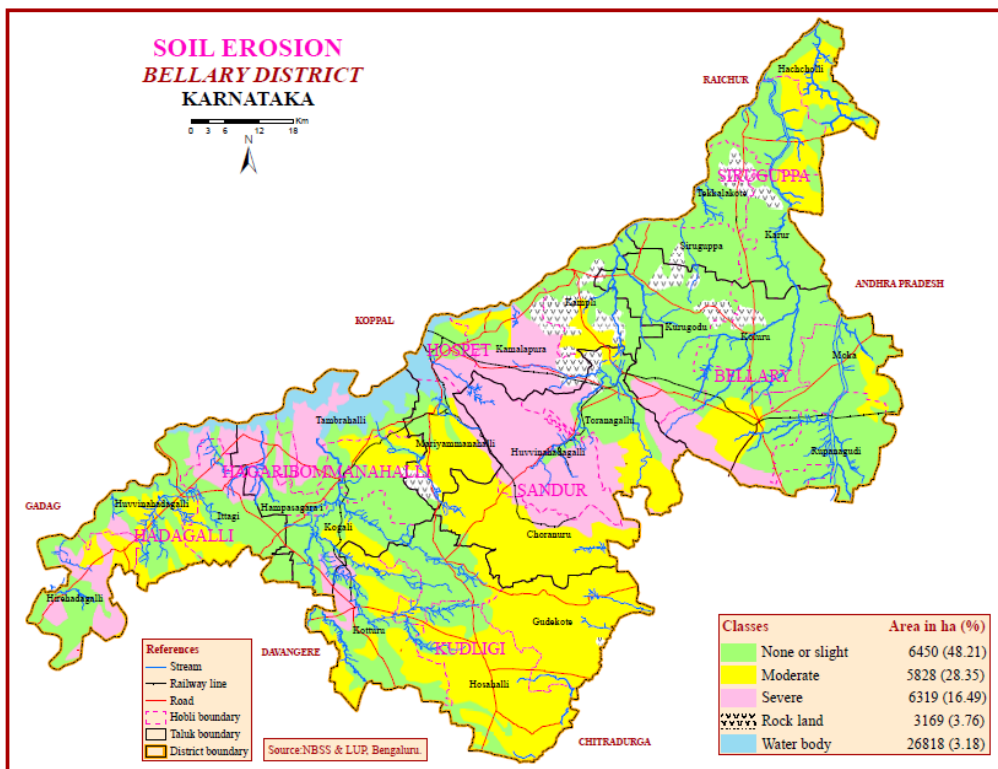 SOIL EROSION
BELLARY DISTRICT
KARNATAKA
Km
0 3 6 12 18
N
RAICHUR
Hachcholli
SIRUGUPPA
Tekhalakote
Karur
Siruguppa
ANDHRA PRADESH
KOPPAL
Kampli
Kurugodu
Koluru
HOSPET
Kamalapura
Moka
BELLARY
Tambrahalli
Mariyammanahalli
Toranagallu
Huvvinahadagalli
Rupanagudi
HAGARIBOMMANAHALLI
SANDUR
GADAG
Huvvinahadagalli
Ittagi
Hampasagara
Kogali
Choranuru
HADAGALLI
Hirehadagalli
Gudekote
Kotturu
KUDLIGI
DAVANGERE
Hosahalli
CHITRADURGA
References
Stream
Railway line
Road
Hobli boundary
Taluk boundary
District boundary
Source:NBSS & LUP, Bengaluru.
Classes Area in ha (%)
None or slight 6450 (48.21)
Moderate 5828 (28.35)
Severe 6319 (16.49)
Rock land 3169 (3.76)
Water body 26818 (3.18)